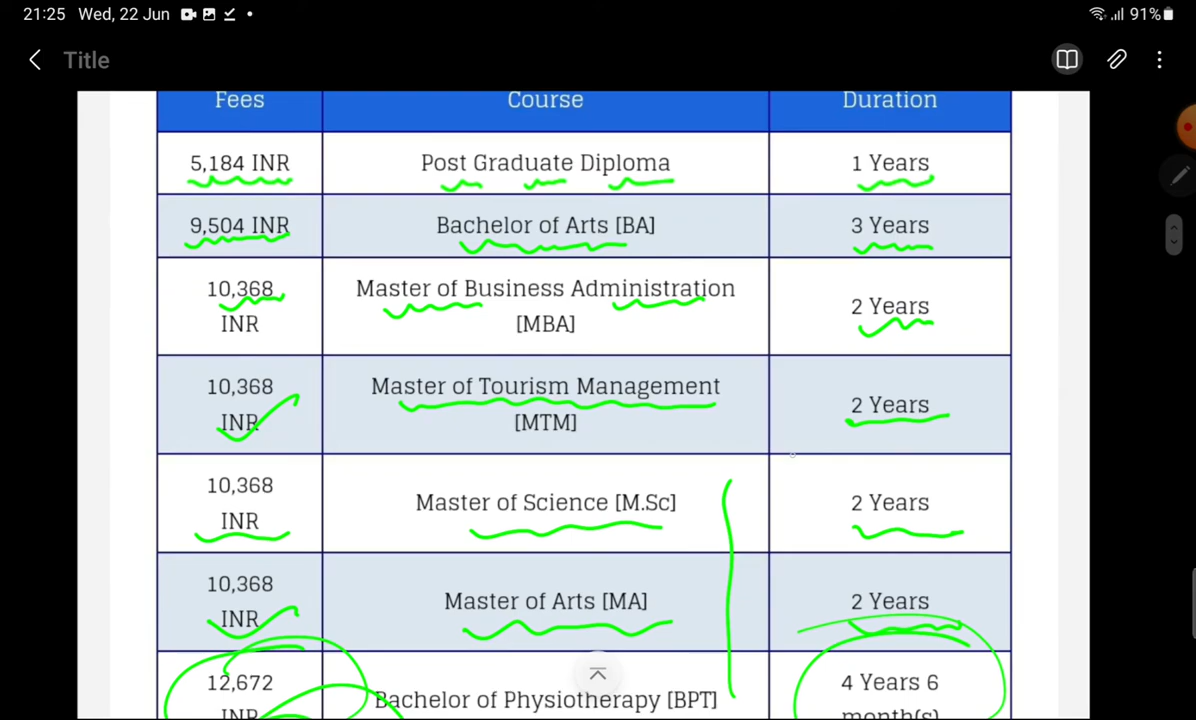 21:25 Wed, 22 Jun
91%
Title
Fees Course Duration
5,184 INR Post Graduate Diploma 1 Years
9,504 INR Bachelor of Arts [BA] 3 Years
10,368 Master of Business Administration 2 Years
INR [MBA]
10,368 Master of Tourism Management 2 Years
INR [MTM]
10,368 Master of Science [M.Sc] 2 Years
INR
10,368 Master of Arts [MA] 2 Years
INR
12,672 Bachelor of Physiotherapy [BPT] 4 Years 6
INR month(s)